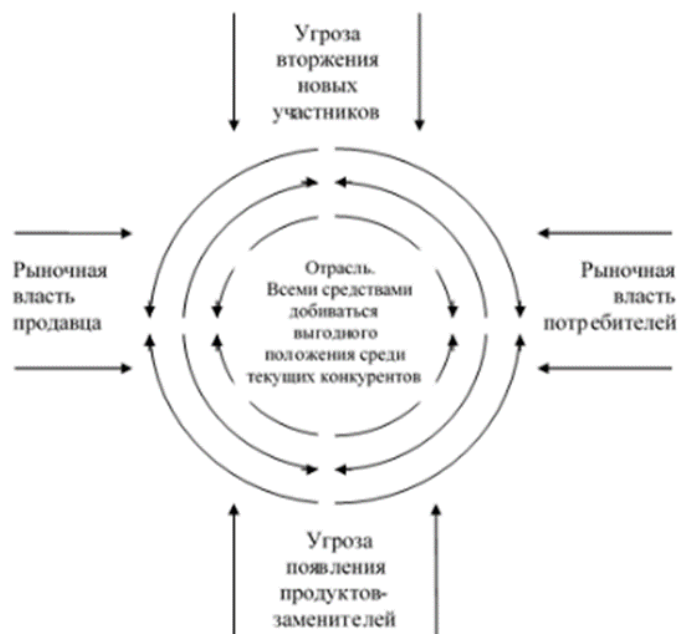 Угроза
вторжения
новых
участников
Рыночная
власть
продавца
Отрасль.
Всеми средствами
добиваться
выгодного
положения среди
текущих конкурентов
Рыночная
власть
потребителей
Угроза
появления
продуктов-
заменителей